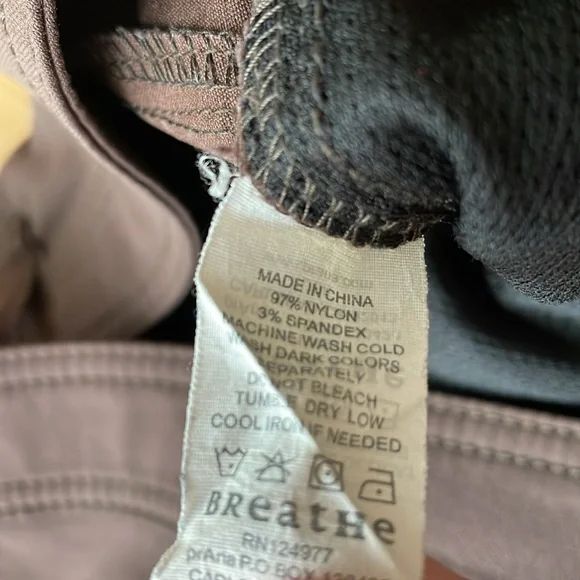 MADE IN CHINA
97% NYLON
3% SPANDEX
MACHINE WASH COLD
WASH DARK COLORS
SEPARATELY
DO NOT BLEACH
TUMBLE DRY LOW
COOL IRON IF NEEDED
BReatHe
RN124977
prAna P.O BOX